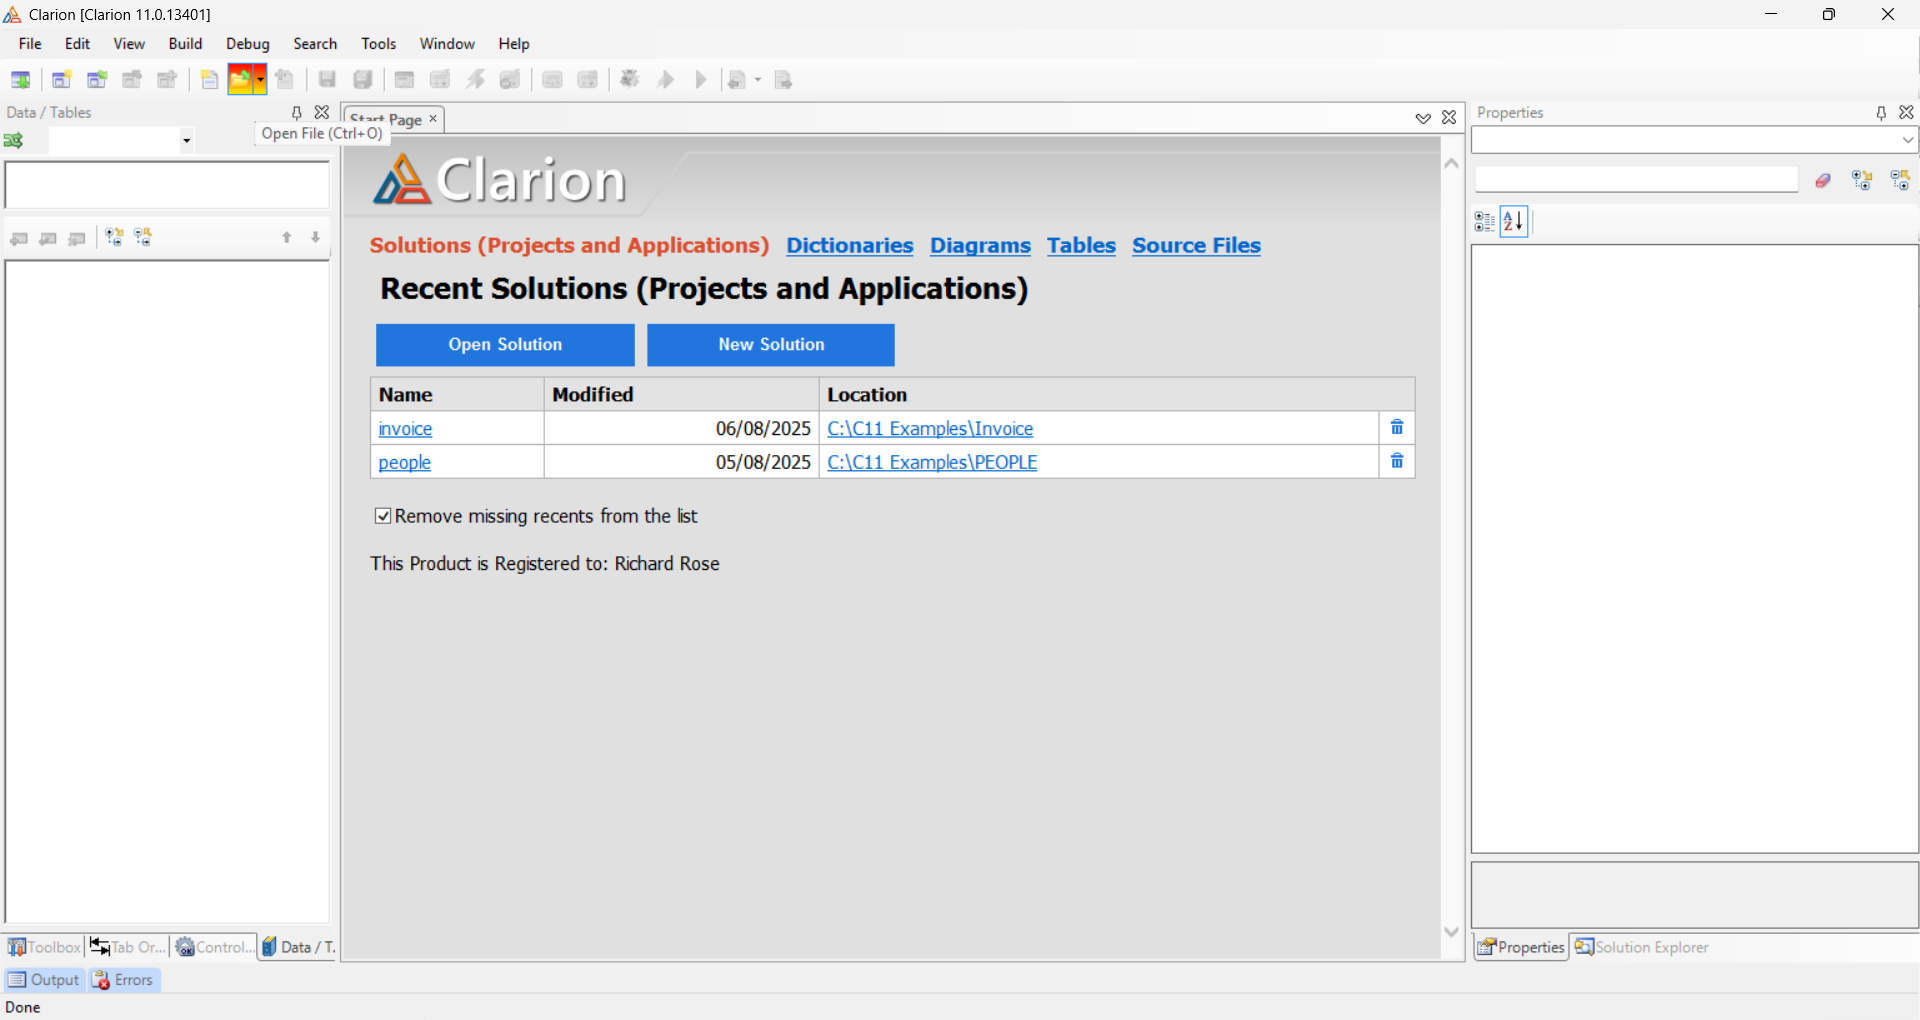 Clarion [Clarion 11.0.13401]
File Edit View Build Debug Search Tools Window Help
Data / Tables
Open File (Ctrl+O)
Start Page
Properties
Clarion
Solutions (Projects and Applications) Dictionaries Diagrams Tables Source Files
Recent Solutions (Projects and Applications)
Open Solution New Solution
Name Modified Location
invoice 06/08/2025 C:\C11 Examples\Invoice
people 05/08/2025 C:\C11 Examples\PEOPLE
Remove missing recents from the list
This Product is Registered to: Richard Rose
Toolbox Tab Or... Control... Data / T.
Properties Solution Explorer
Output Errors
Done